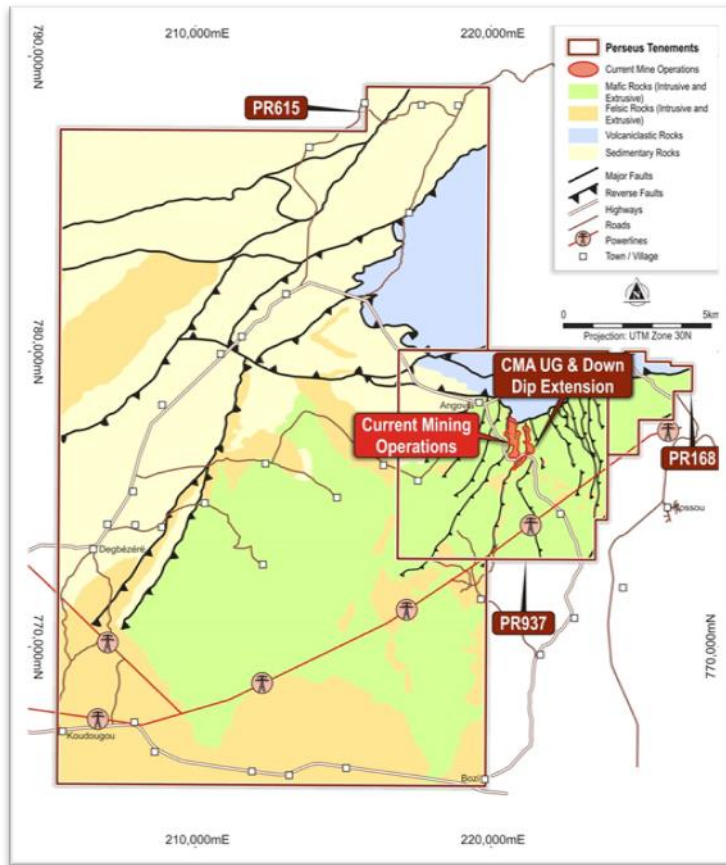 210,000mE
220,000mE
790,000mN
780,000mN
770,000mN
770,000mN
Perseus Tenements
Current Mine Operations
Mafic Rocks (Intrusive and
Extrusive)
Felsic Rocks (Intrusive and
Extrusive)
Volcaniclastic Rocks
Sedimentary Rocks
Major Faults
Reverse Faults
Highways
Roads
Powerlines
Town / Village
N
0
5km
Projection: UTM Zone 30N
PR615
CMA UG & Down
Dip Extension
Angovia
Current Mining
Operations
PR168
Kossou
Degbézéré
PR937
Koudougou
Bozi
210,000mE
220,000mE